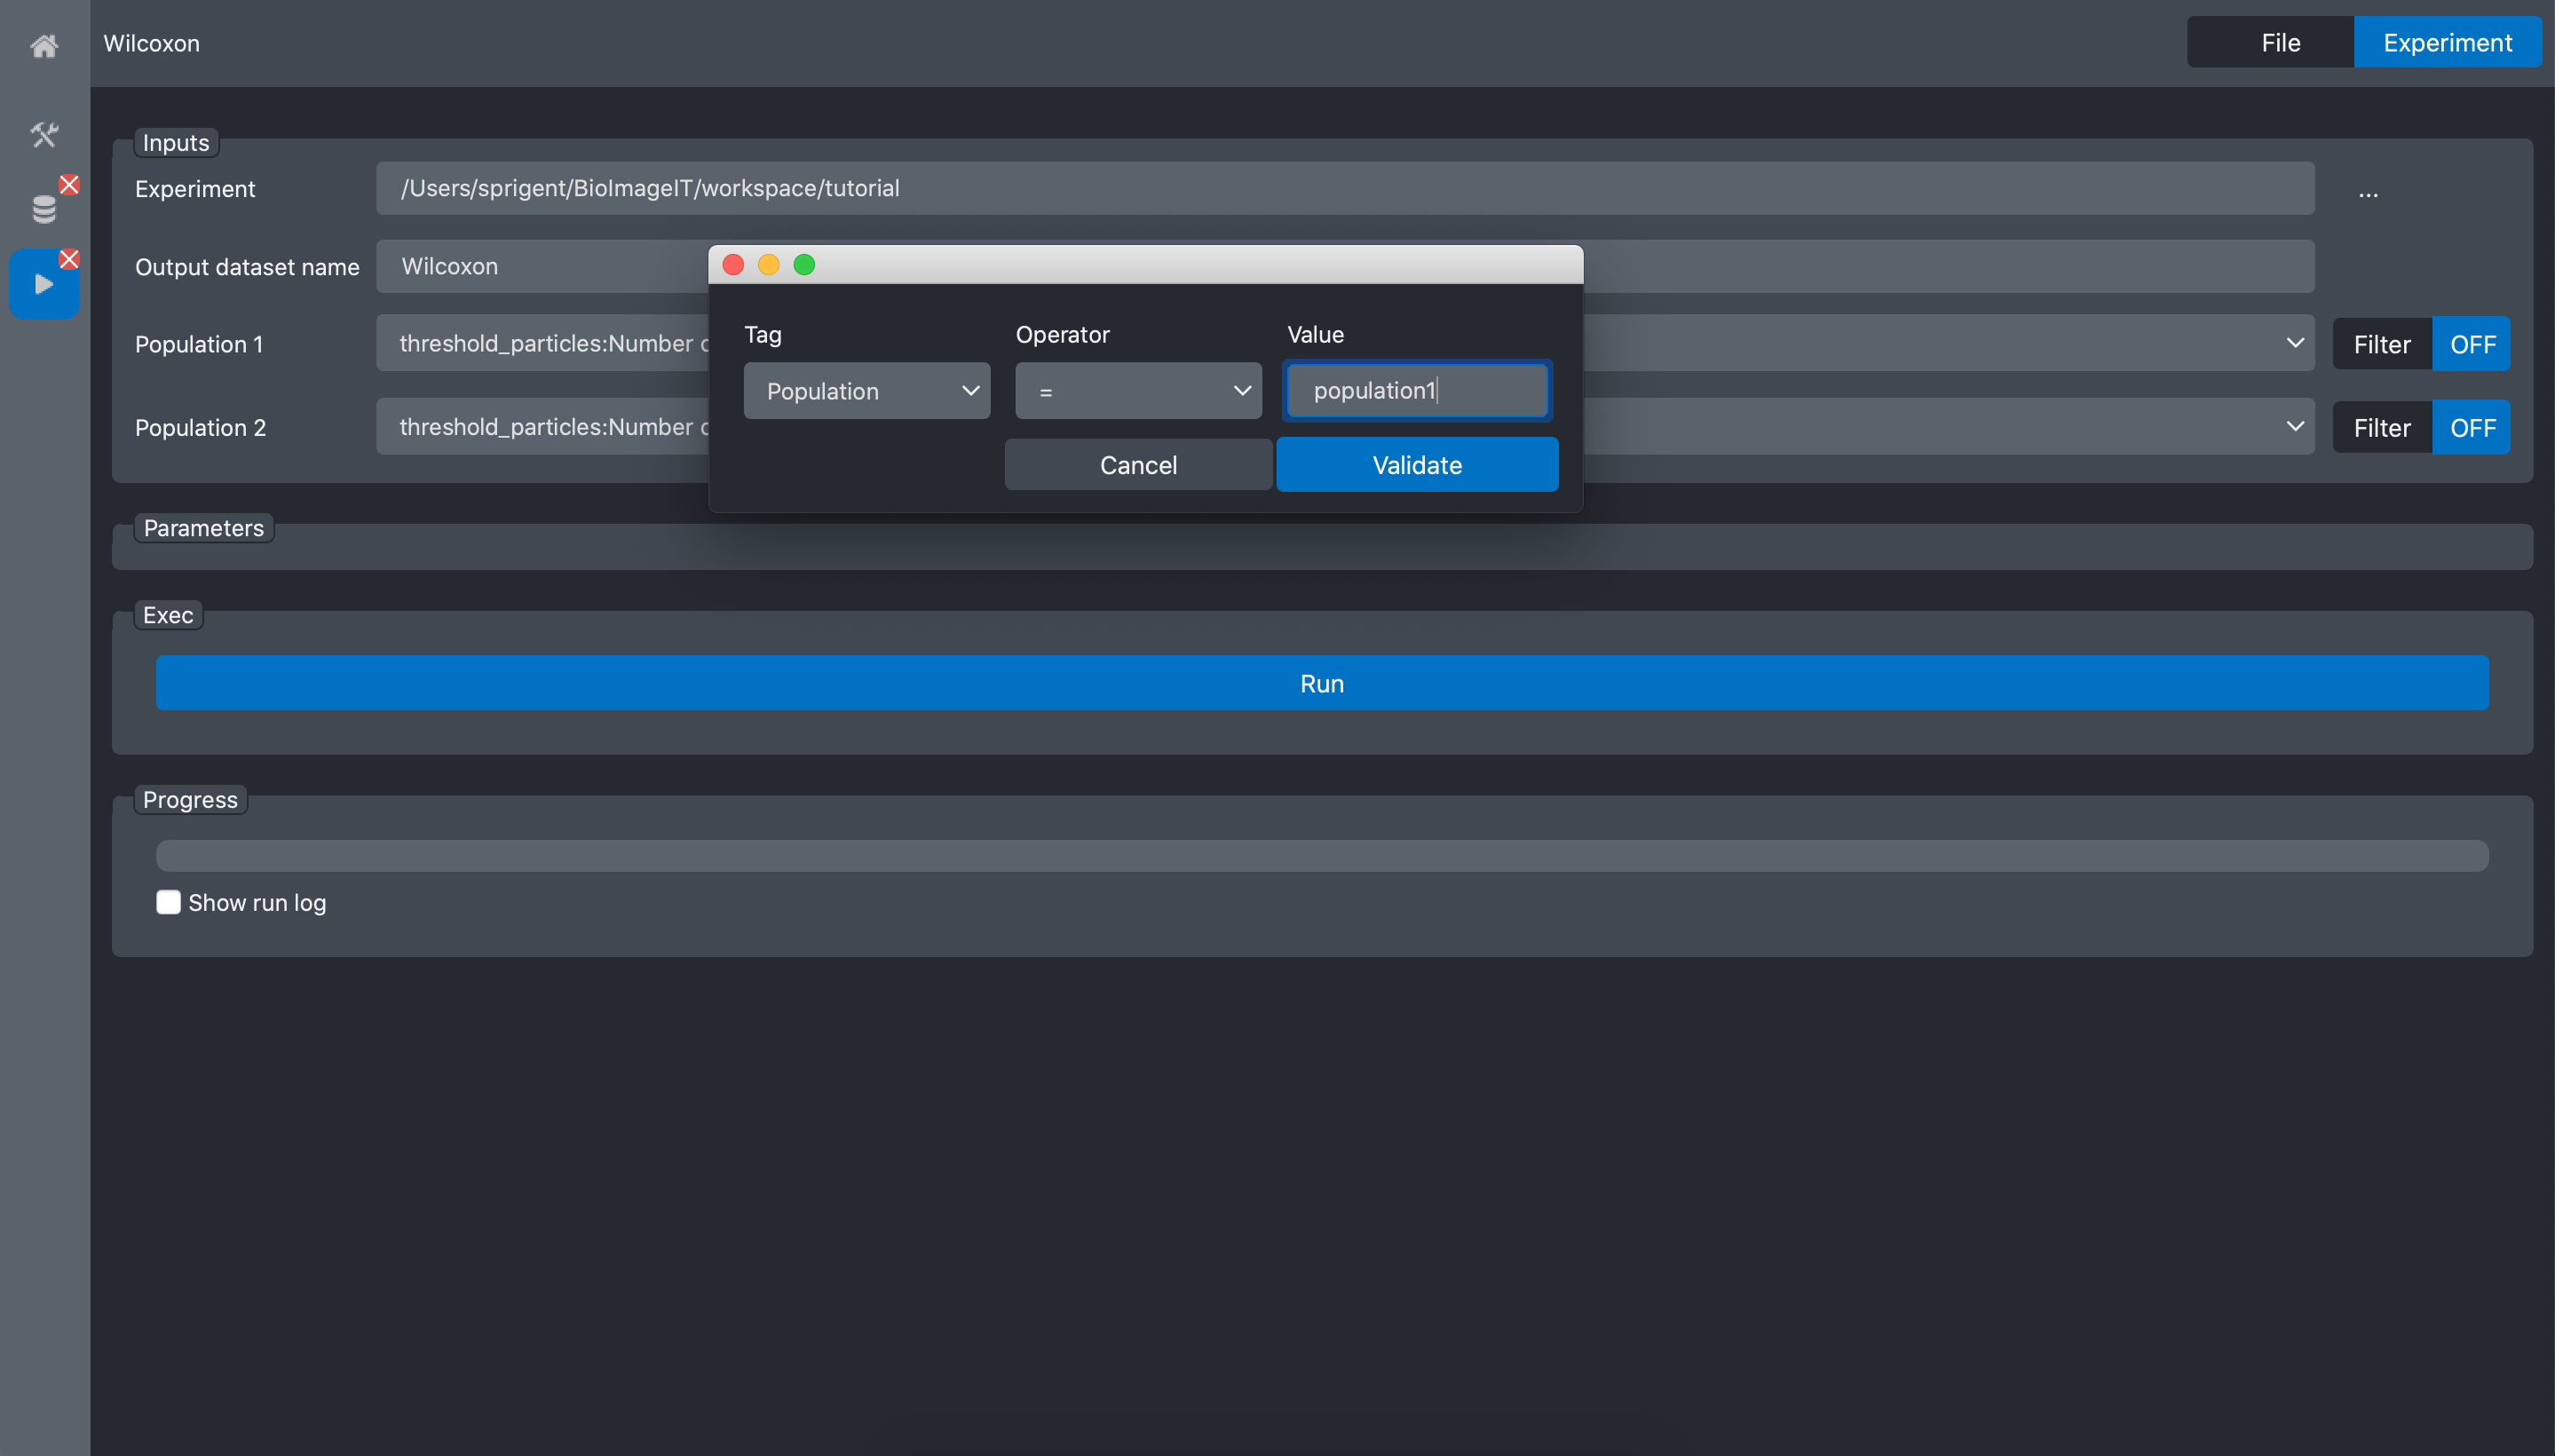 Wilcoxon
File Experiment
Inputs
Experiment /Users/sprigent/BioImageIT/workspace/tutorial ...
Output dataset name Wilcoxon
Population 1 threshold_particles:Number Filter OFF
Population 2 threshold_particles:Number Filter OFF
Tag Operator Value
Population = population1
Cancel Validate
Parameters
Exec
Run
Progress
Show run log